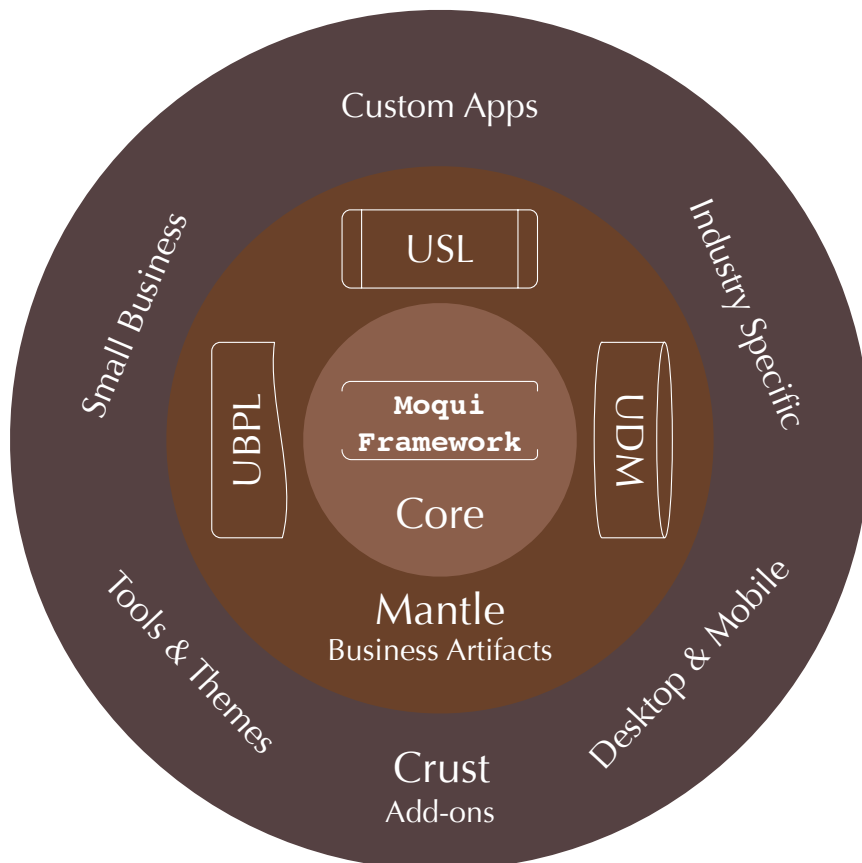 Custom Apps
Small Business
Industry Specific
USL
UBPL
Moqui
Framework
UDM
Core
Mantle
Business Artifacts
Tools & Themes
Desktop & Mobile
Crust
Add-ons